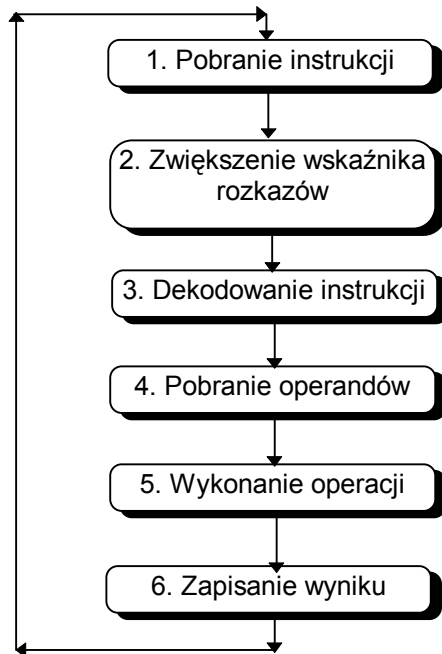 1. Pobranie instrukcji
2. Zwiększenie wskaźnika
rozkazów
3. Dekodowanie instrukcji
4. Pobranie operandów
5. Wykonanie operacji
6. Zapisanie wyniku